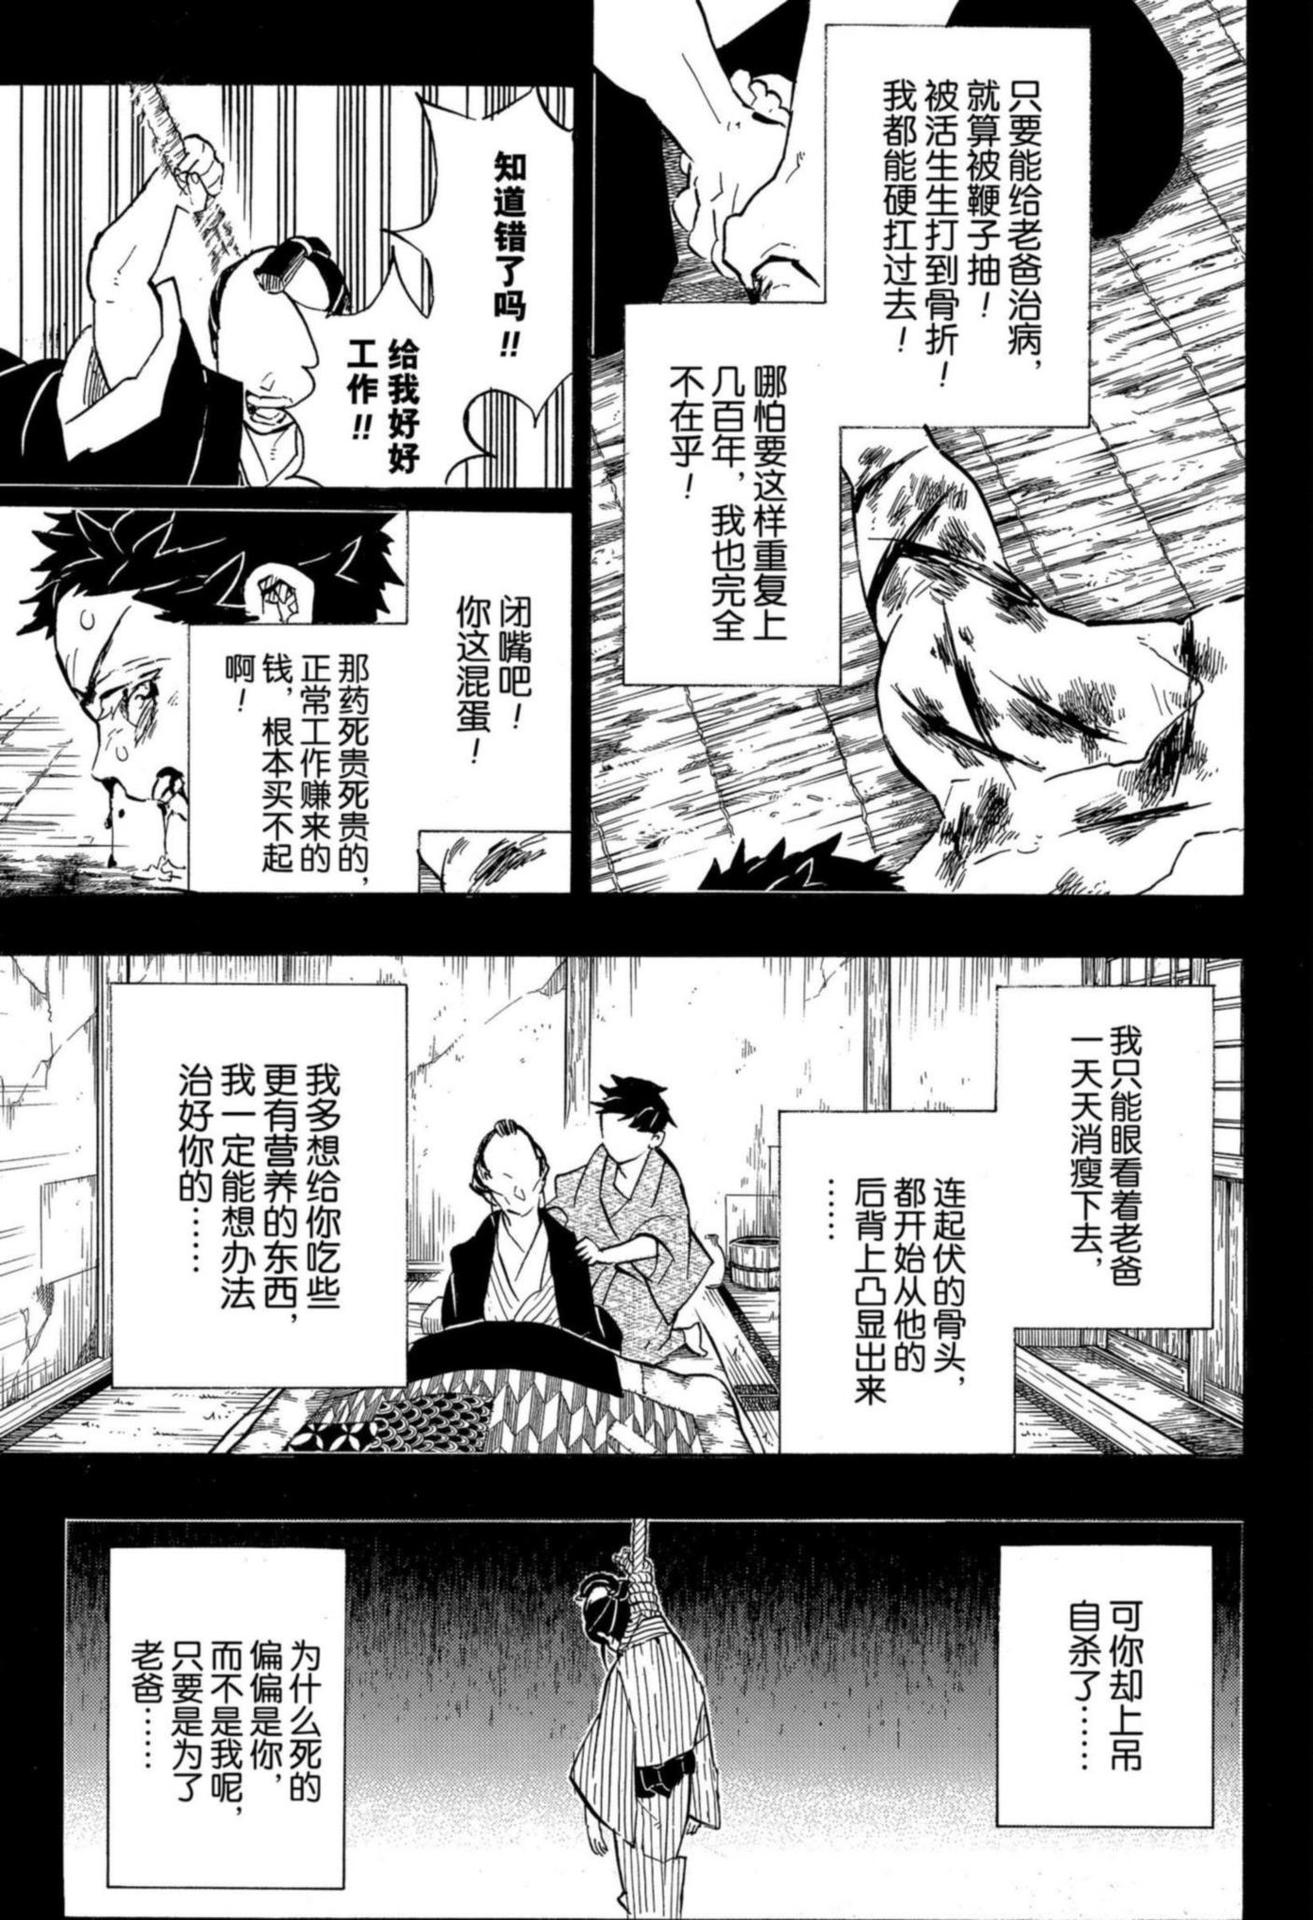 只要能给老爸治病，
就算被鞭子抽！
被活生生打到骨折！
我都能硬扛过去！
哪怕要这样重复上
几百年，我也完全
不在乎！
知道错了吗!!
给我好好
工作!!
闭嘴吧！
你这混蛋！
那药死贵死贵的，
正常工作赚来的
钱，根本买不起
啊！
我只能眼看着老爸
一天天消瘦下去，
连起伏的骨头，
都开始从他的
后背上凸显出来
……
我多想给你吃些
更有营养的东西，
我一定能想办法
治好你的……
可你却上吊
自杀了……
为什么死的
偏偏是你，
而不是我呢，
只要是为了
老爸……